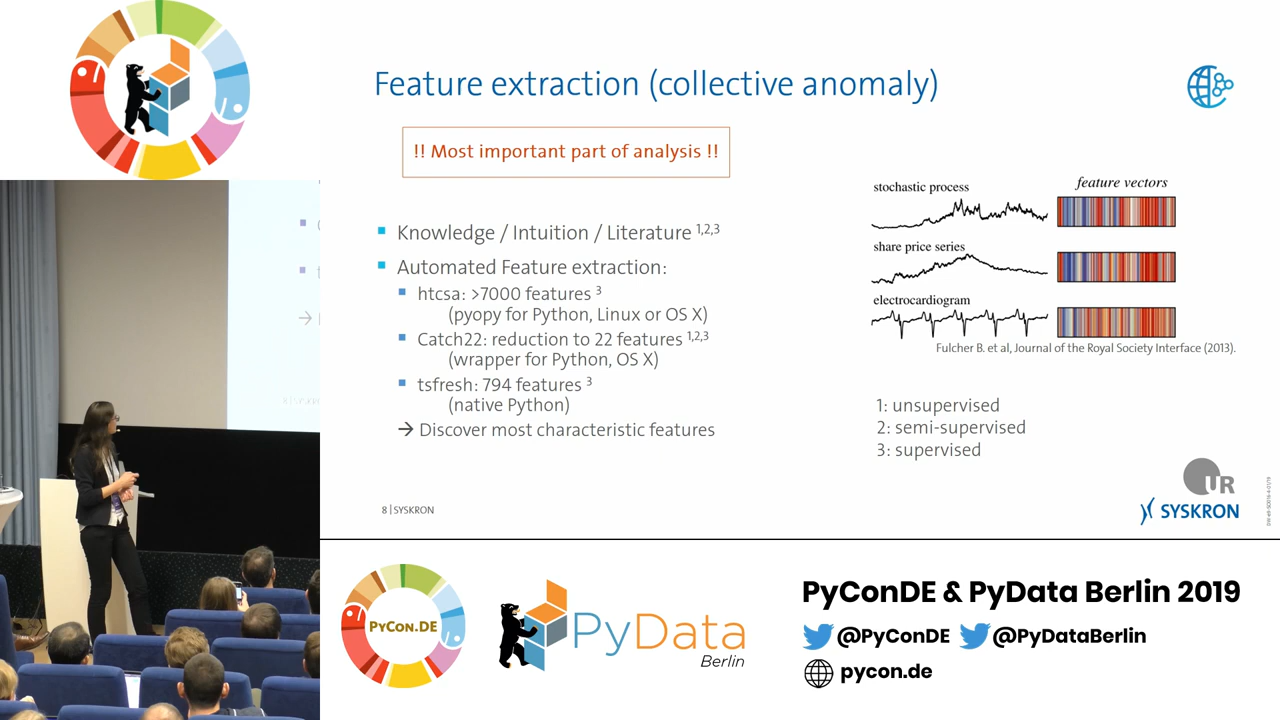 Feature extraction (collective anomaly)
!! Most important part of analysis !!
Knowledge / Intuition / Literature 1,2,3
Automated Feature extraction:
htcsa: >7000 features 3
(pyopy for Python, Linux or OS X)
Catch22: reduction to 22 features 1,2,3
(wrapper for Python, OS X)
tsfresh: 794 features 3
(native Python)
→ Discover most characteristic features
feature vectors
stochastic process
share price series
electrocardiogram
Fulcher B. et al, Journal of the Royal Society Interface (2013).
1: unsupervised
2: semi-supervised
3: supervised
8 | SYSKRON
UR
SYSKRON
PyCon.DE
PyData
Berlin
PyConDE & PyData Berlin 2019
@PyConDE @PyDataBerlin
pycon.de